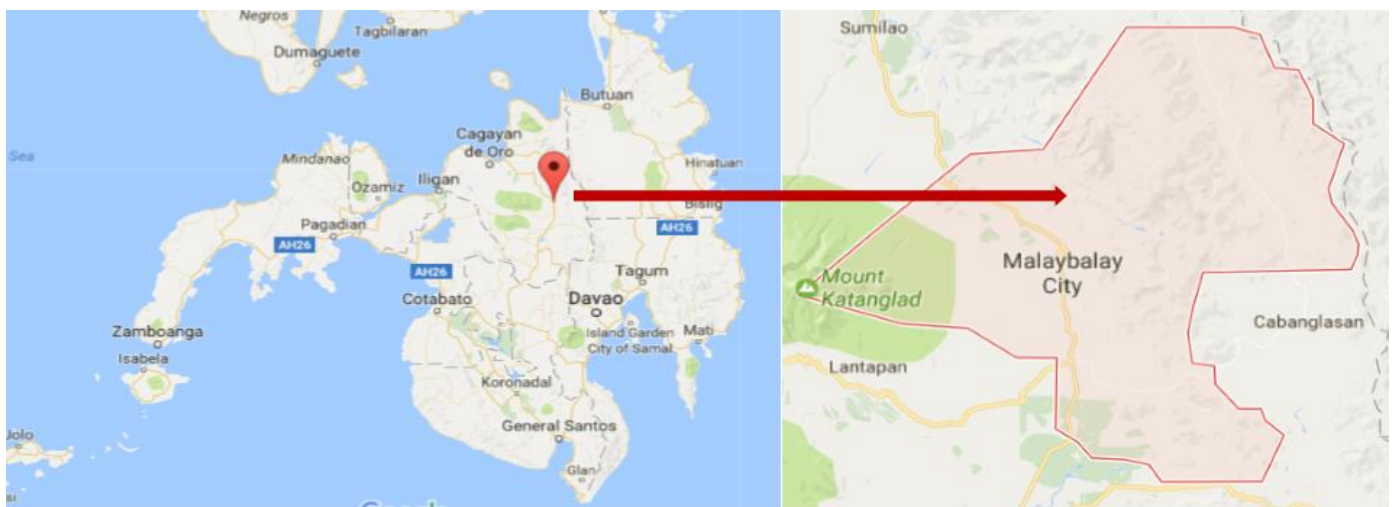 Negros
Tagbilaran
Dumaguete
Butuan
Sea
Cagayan
de Oro
Mindanao
Iligan
Ozamiz
Hinatuan
Bislig
Pagadian
AH26
AH26
AH26
Tagum
Cotabato
Davao
Zamboanga
Island Garden
City of Samal
Mati
Isabela
Koronadal
General Santos
Jolo
Glan
Sumilao
Malaybalay
City
Mount
Katanglad
Cabanglasan
Lantapan